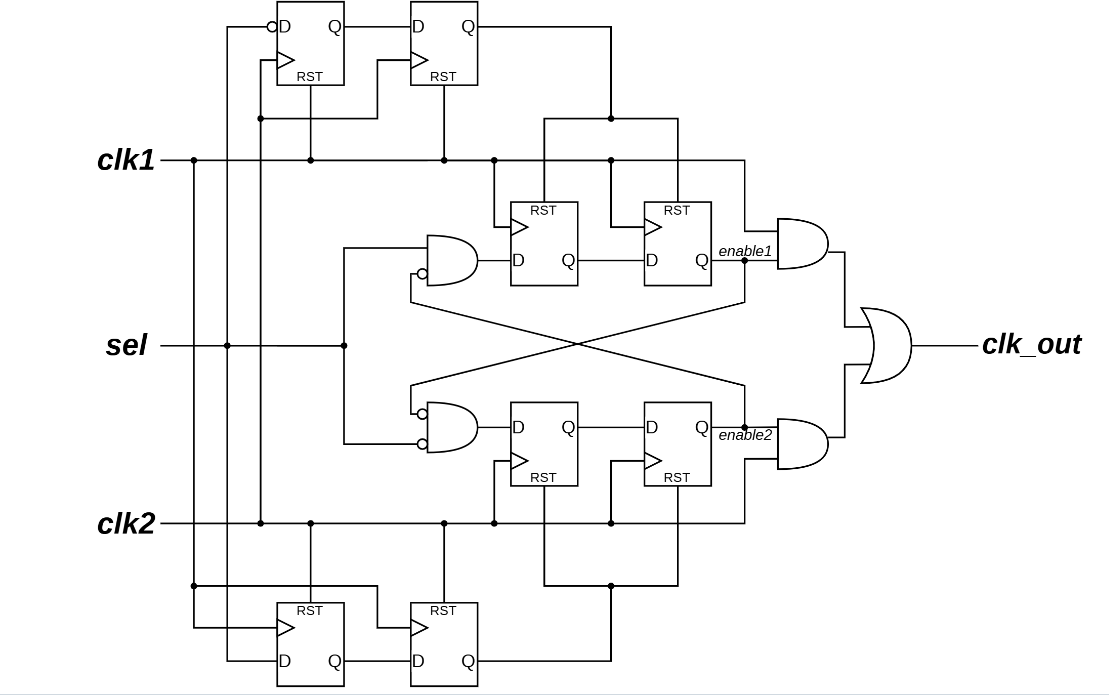 D Q D Q
RST RST
clk1
RST RST
enable1
D Q D Q
sel
clk_out
D Q D Q
enable2
RST RST
clk2
RST RST
D Q D Q